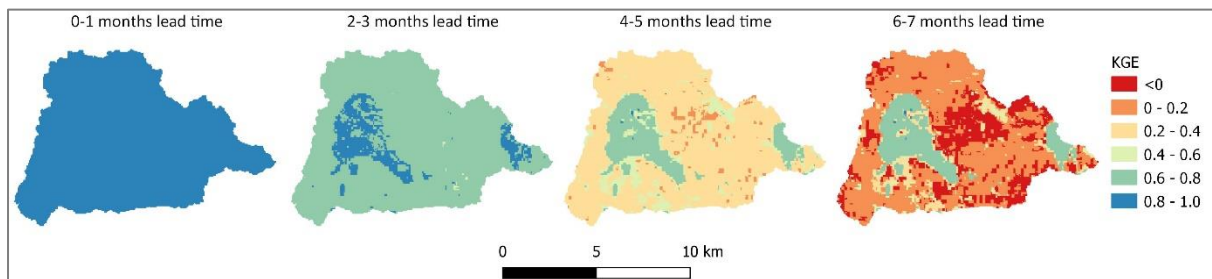 0-1 months lead time
2-3 months lead time
4-5 months lead time
6-7 months lead time
KGE
<0
0 - 0.2
0.2 - 0.4
0.4 - 0.6
0.6 - 0.8
0.8 - 1.0
0 5 10 km